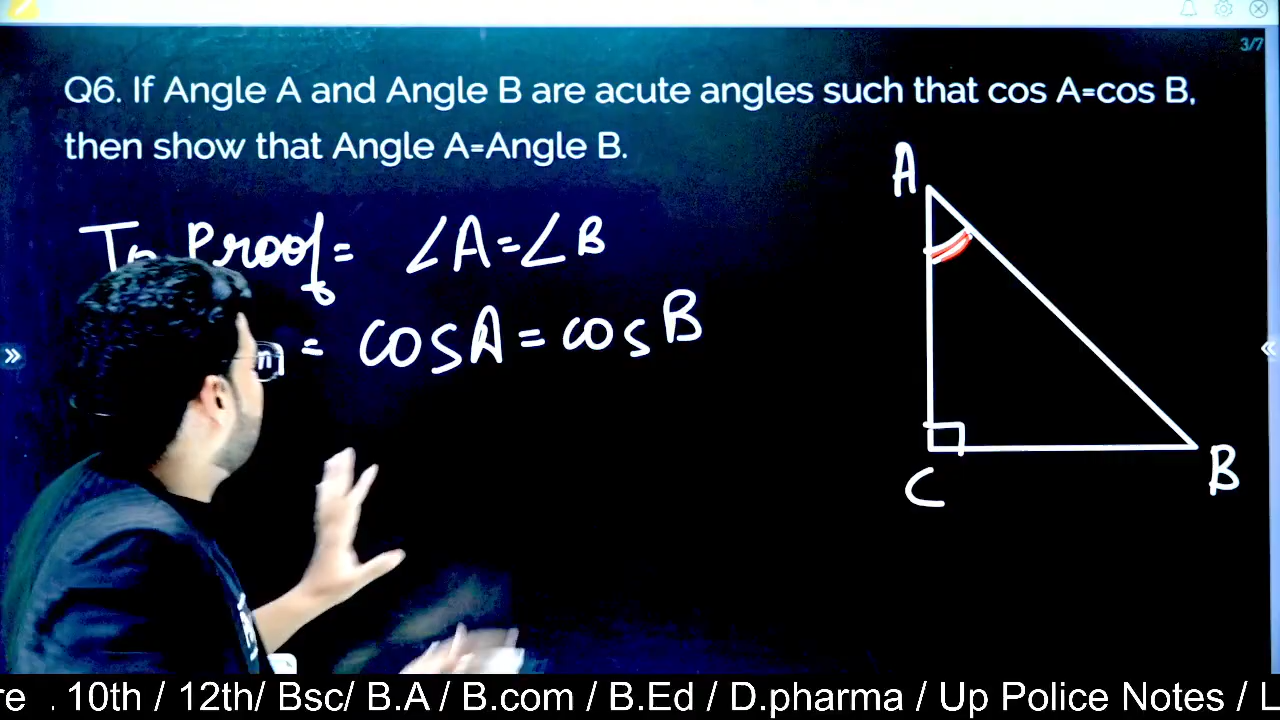 3/7
Q6. If Angle A and Angle B are acute angles such that cos A=cos B,
then show that Angle A=Angle B.
To Proof = ∠A=∠B
= cosA = cosB
A
C
B
. 10th / 12th/ Bsc/ B.A / B.com / B.Ed / D.pharma / Up Police Notes /